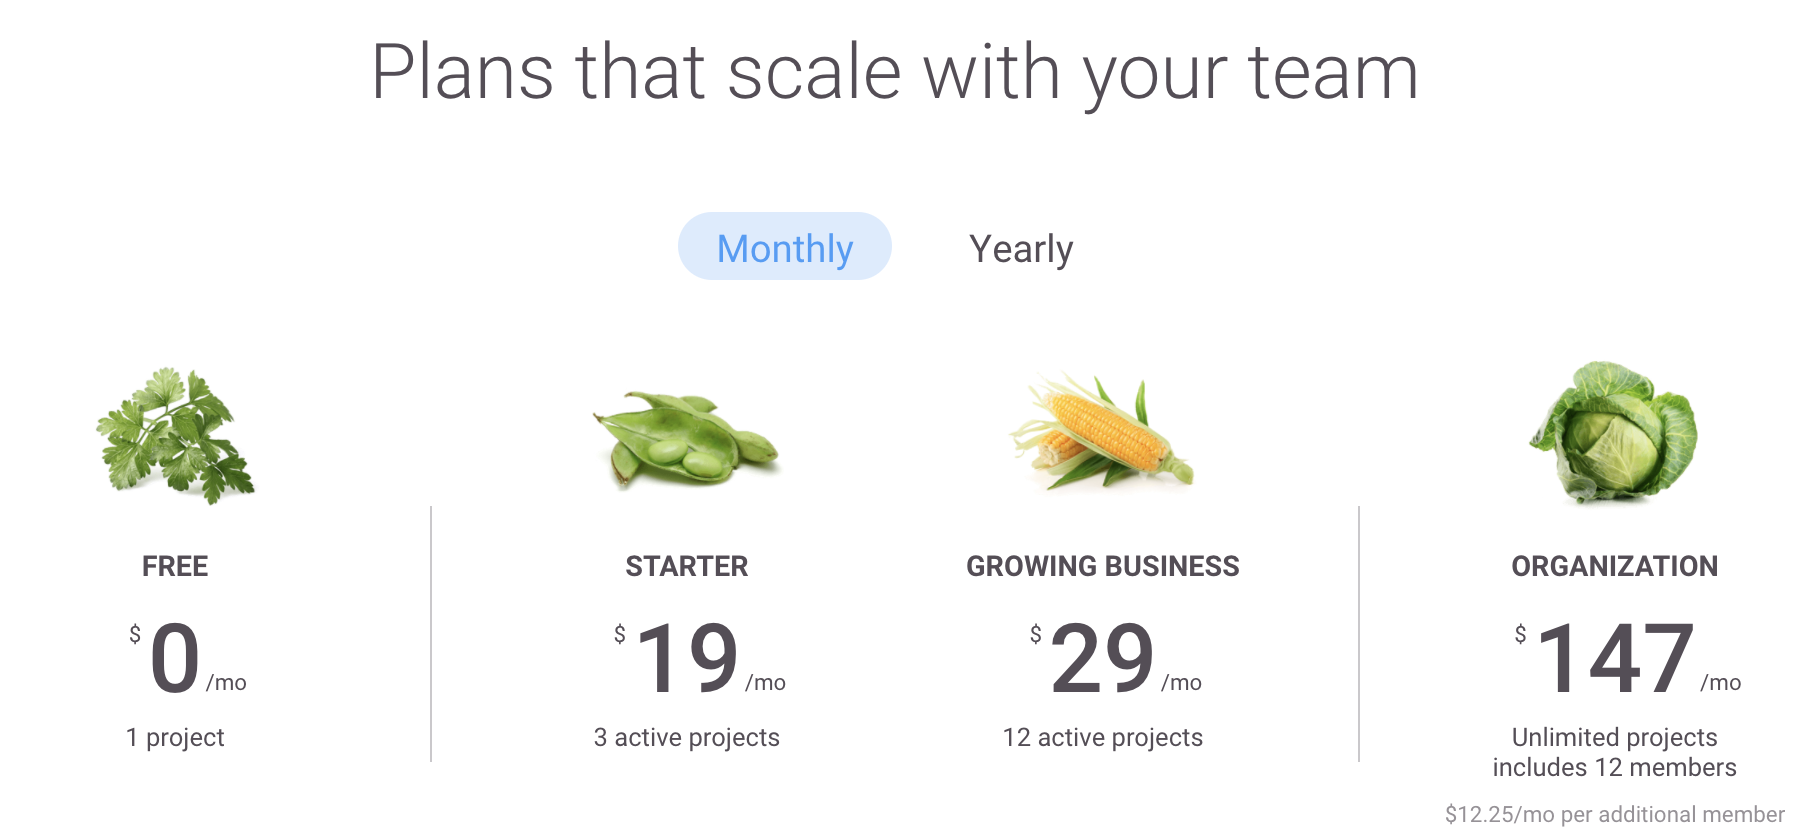 Plans that scale with your team
Monthly
Yearly
FREE
$0/mo
1 project
STARTER
$19/mo
3 active projects
GROWING BUSINESS
$29/mo
12 active projects
ORGANIZATION
$147/mo
Unlimited projects
includes 12 members
$12.25/mo per additional member